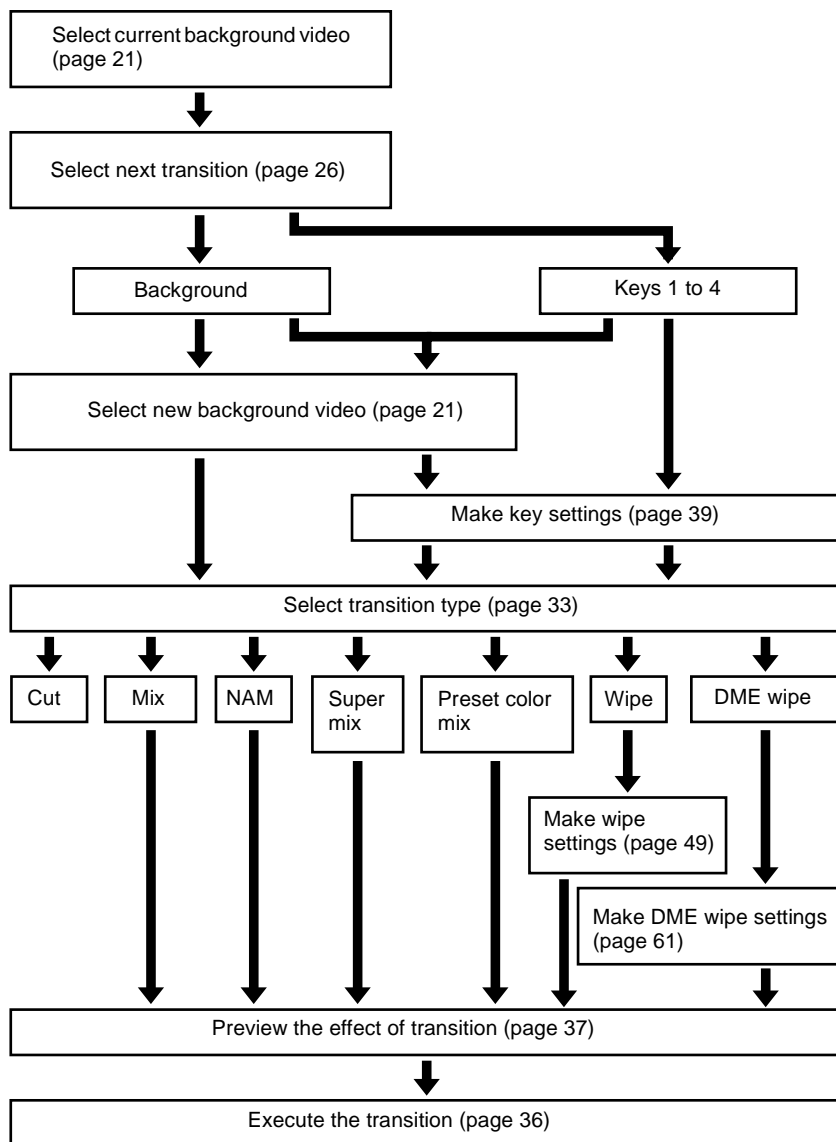 Select current background video
(page 21)
Select next transition (page 26)
Background
Keys 1 to 4
Select new background video (page 21)
Make key settings (page 39)
Select transition type (page 33)
Cut
Mix
NAM
Super
mix
Preset color
mix
Wipe
DME wipe
Make wipe
settings (page 49)
Make DME wipe settings
(page 61)
Preview the effect of transition (page 37)
Execute the transition (page 36)